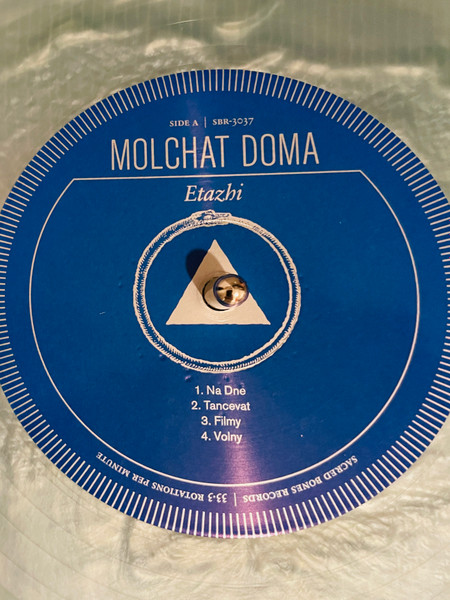 SIDE A | SBR-3037
MOLCHAT DOMA
Etazhi
1. Na Dne
2. Tancevat
3. Filmy
4. Volny
SACRED BONES RECORDS | 33.3 ROTATIONS PER MINUTE